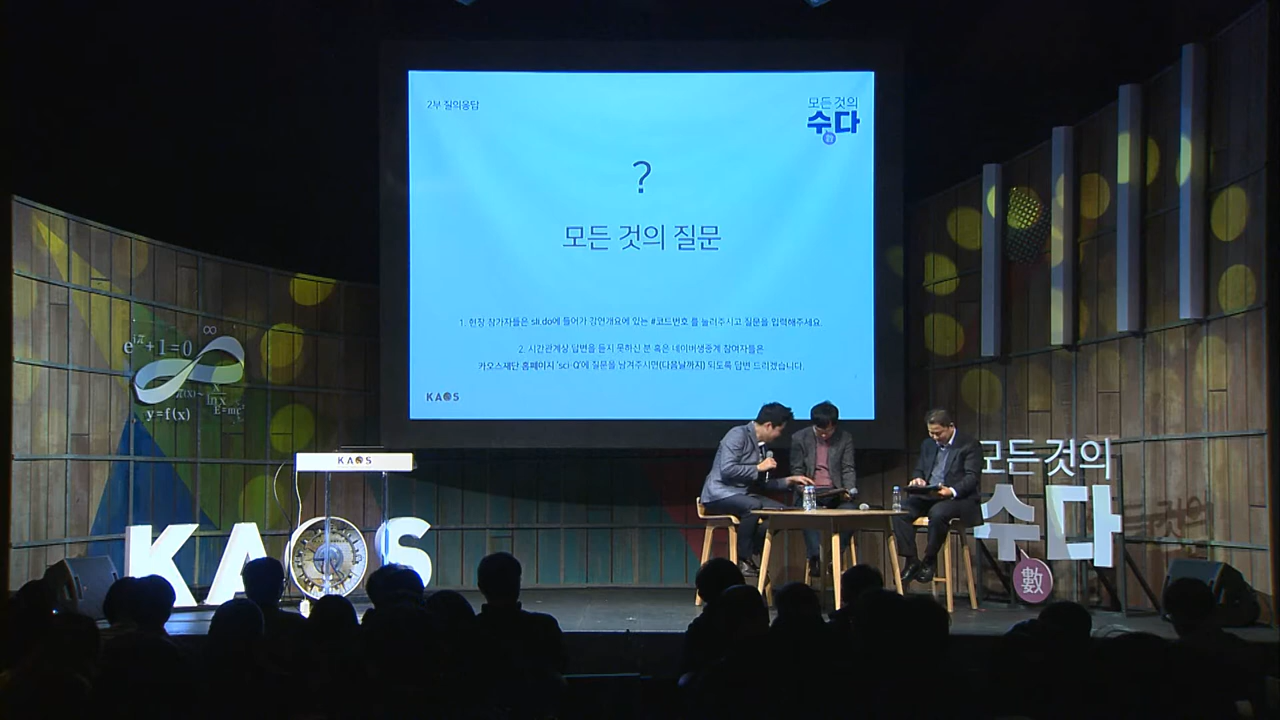 2부 질의응답
모든 것의
수다
數
?
모든 것의 질문
1. 현장 참가자들은 sli.do에 들어가 강연개요에 있는 #코드번호 를 눌러주시고 질문을 입력해주세요.
2. 시간관계상 답변을 듣지 못하신 분 혹은 네이버생중계 참여자들은
카오스재단 홈페이지 'sci-Q'에 질문을 남겨주시면(다음날까지) 되도록 답변 드리겠습니다.
KAOS
∞
e^iπ+1=0
π(x)~ x/lnx
y=f(x)
E=mc²
KAOS
KAOS
모든 것의
수다
數